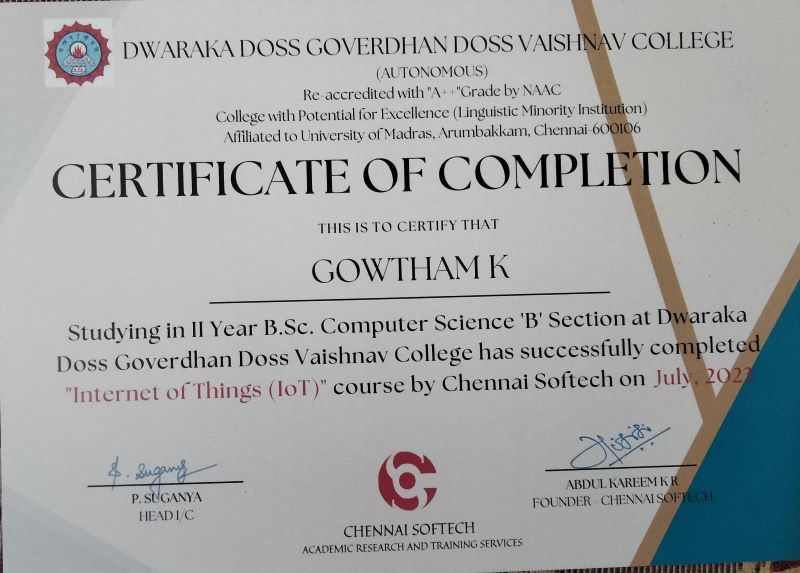 DWARAKA DOSS GOVERDHAN DOSS VAISHNAV COLLEGE
(AUTONOMOUS)
Re-accredited with "A++"Grade by NAAC
College with Potential for Excellence (Linguistic Minority Institution)
Affiliated to University of Madras, Arumbakkam, Chennai-600106
CERTIFICATE OF COMPLETION
THIS IS TO CERTIFY THAT
GOWTHAM K
Studying in II Year B.Sc. Computer Science 'B' Section at Dwaraka
Doss Goverdhan Doss Vaishnav College has successfully completed
"Internet of Things (IoT)" course by Chennai Softech on July, 2023
P. Suganya
P. SUGANYA
HEAD I/C
ABDUL KAREEM K R
FOUNDER - CHENNAI SOFTECH
CHENNAI SOFTECH
ACADEMIC RESEARCH AND TRAINING SERVICES